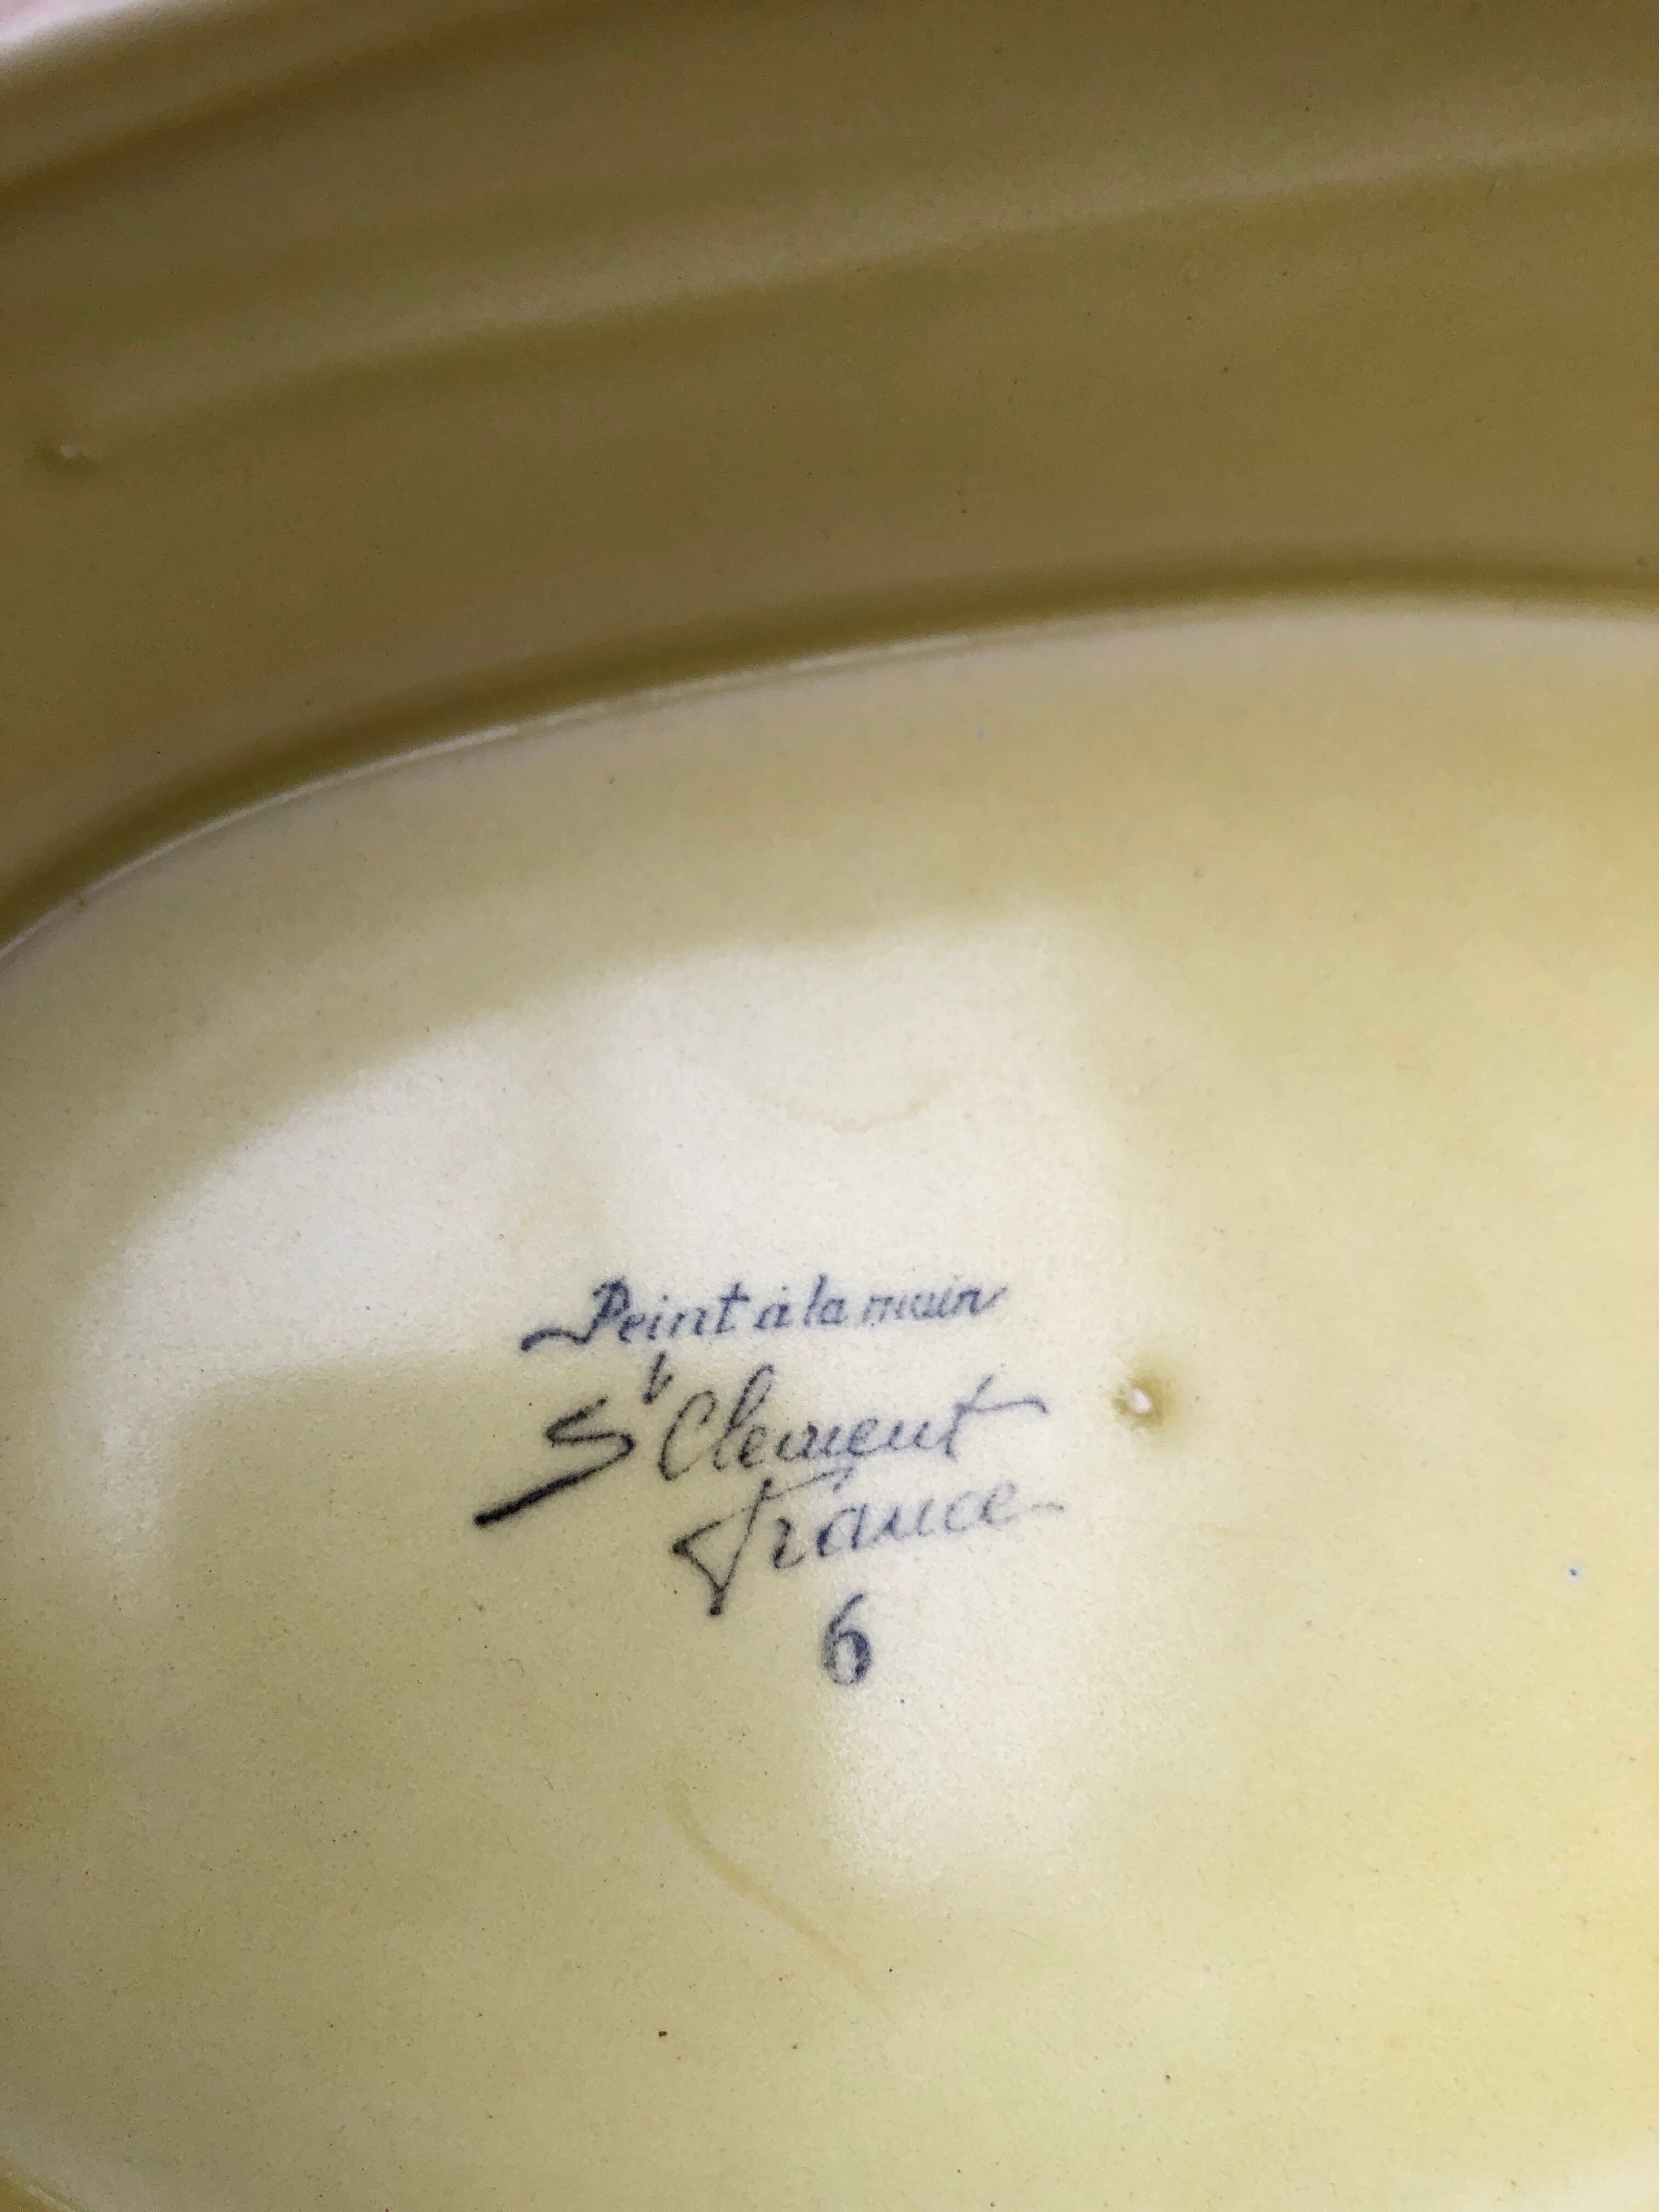 Peint à la main
St Clement
France
6